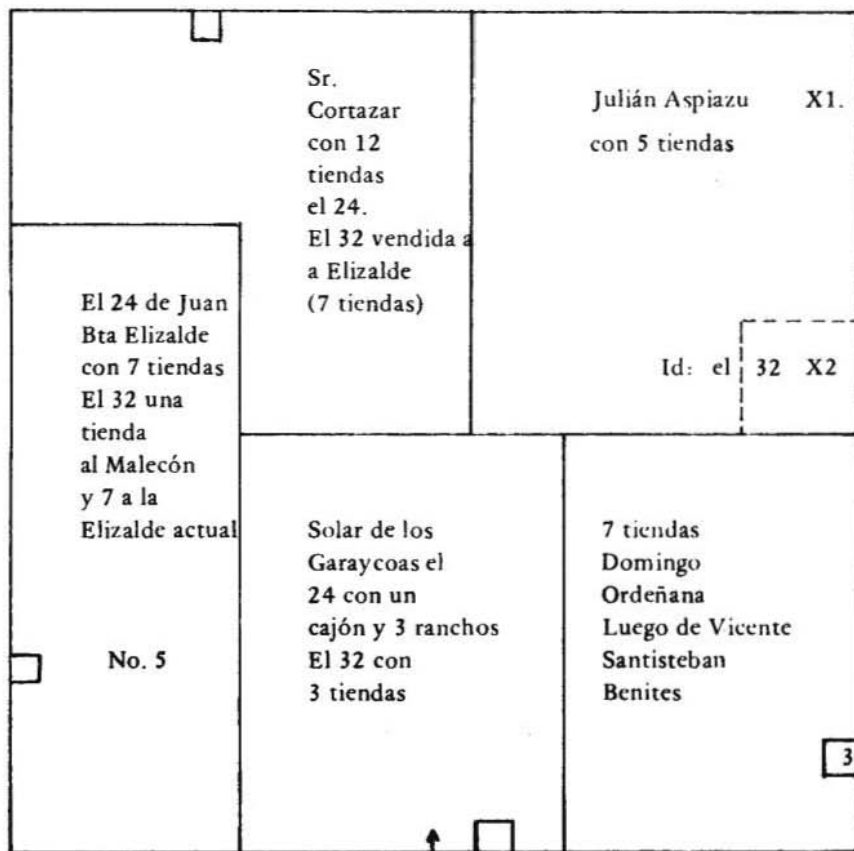 Sr.
Cortazar
con 12
tiendas
el 24.
El 32 vendida a
a Elizalde
(7 tiendas)
Julián Aspiazu X1.
con 5 tiendas
Id: el 32 X2
El 24 de Juan
Bta Elizalde
con 7 tiendas
El 32 una
tienda
al Malecón
y 7 a la
Elizalde actual
No. 5
Solar de los
Garaycoas el
24 con un
cajón y 3 ranchos
El 32 con
3 tiendas
7 tiendas
Domingo
Ordeñana
Luego de Vicente
Santisteban
Benites
3